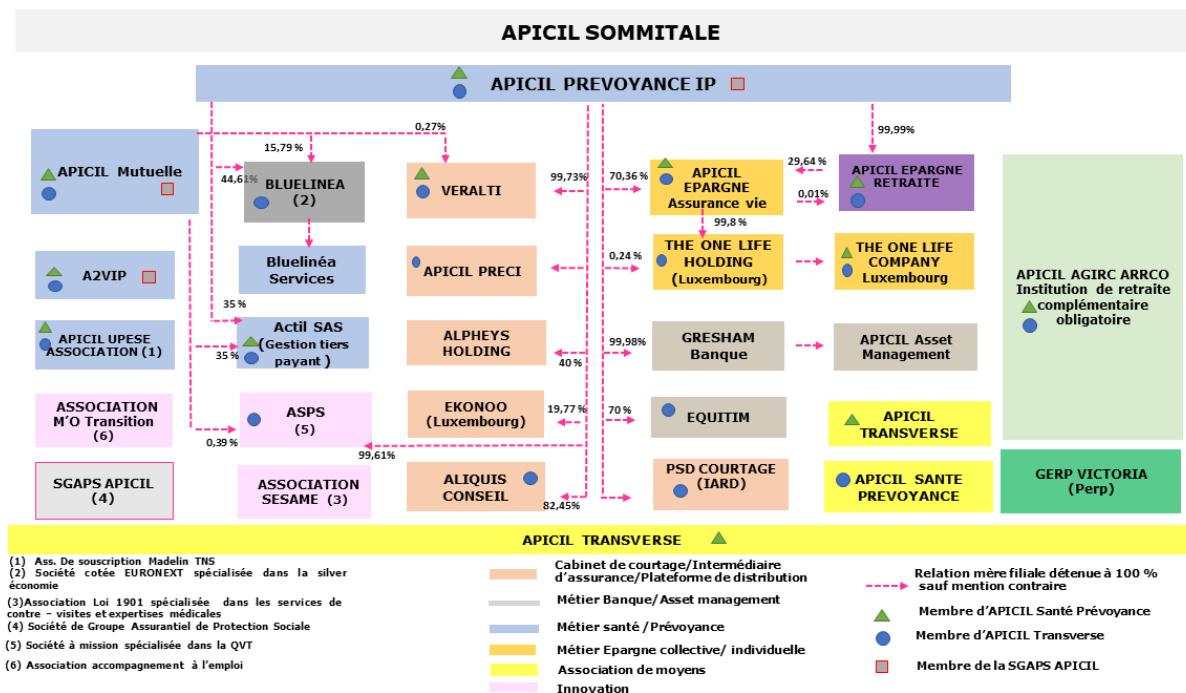 APICIL SOMMITALE
APICIL PREVOYANCE IP
0,27%
99,99%
15,79 %
44,61%
99,73%
70,36%
29,64 %
0,01%
APICIL Mutuelle
BLUELINEA
(2)
VERALTI
APICIL
EPARGNE
Assurance vie
APICIL EPARGNE
RETRAITE
99,8 %
A2VIP
Bluelinéa
Services
APICIL PRECI
0,24 %
THE ONE LIFE
HOLDING
(Luxembourg)
THE ONE LIFE
COMPANY
Luxembourg
APICIL AGIRC ARRCO
Institution de retraite
complémentaire
obligatoire
35 %
APICIL UPESE
ASSOCIATION (1)
35 %
Actil SAS
(Gestion tiers
payant )
ALPHEYS
HOLDING
40 %
99,98%
GRESHAM
Banque
APICIL Asset
Management
ASSOCIATION
M'O Transition
(6)
0,39 %
ASPS
(5)
99,61%
EKONOO
(Luxembourg)
19,77 %
70 %
EQUITIM
APICIL
TRANSVERSE
SGAPS APICIL
(4)
ASSOCIATION
SESAME (3)
ALIQUIS
CONSEIL
82,45%
PSD COURTAGE
(IARD)
APICIL SANTE
PREVOYANCE
GERP VICTORIA
(Perp)
APICIL TRANSVERSE
(1) Ass. De souscription Madelin TNS
(2) Société cotée EURONEXT spécialisée dans la silver
économie
(3)Association Loi 1901 spécialisée dans les services de
contre – visites et expertises médicales
(4) Société de Groupe Assurantiel de Protection Sociale
(5) Société à mission spécialisée dans la QVT
(6) Association accompagnement à l'emploi
Cabinet de courtage/Intermédiaire
d'assurance/Plateforme de distribution
Métier Banque/Asset management
Métier santé /Prévoyance
Métier Epargne collective/ individuelle
Association de moyens
Innovation
Relation mère filiale détenue à 100 %
sauf mention contraire
Membre d'APICIL Santé Prévoyance
Membre d'APICIL Transverse
Membre de la SGAPS APICIL